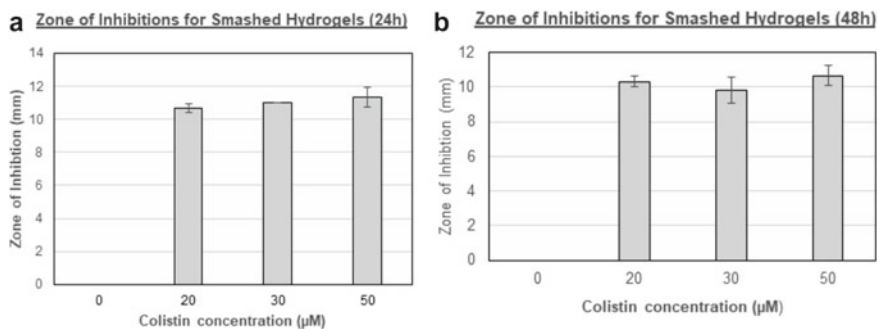 a
Zone of Inhibitions for Smashed Hydrogels (24h)
14
12
10
8
6
4
2
0
Zone of Inhibtion (mm)
0 20 30 50
Colistin concentration (μM)
b
Zone of Inhibitions for Smashed Hydrogels (48h)
12
10
8
6
4
2
0
Zone of Inhibtion (mm)
0 20 30 50
Colistin concentration (μM)